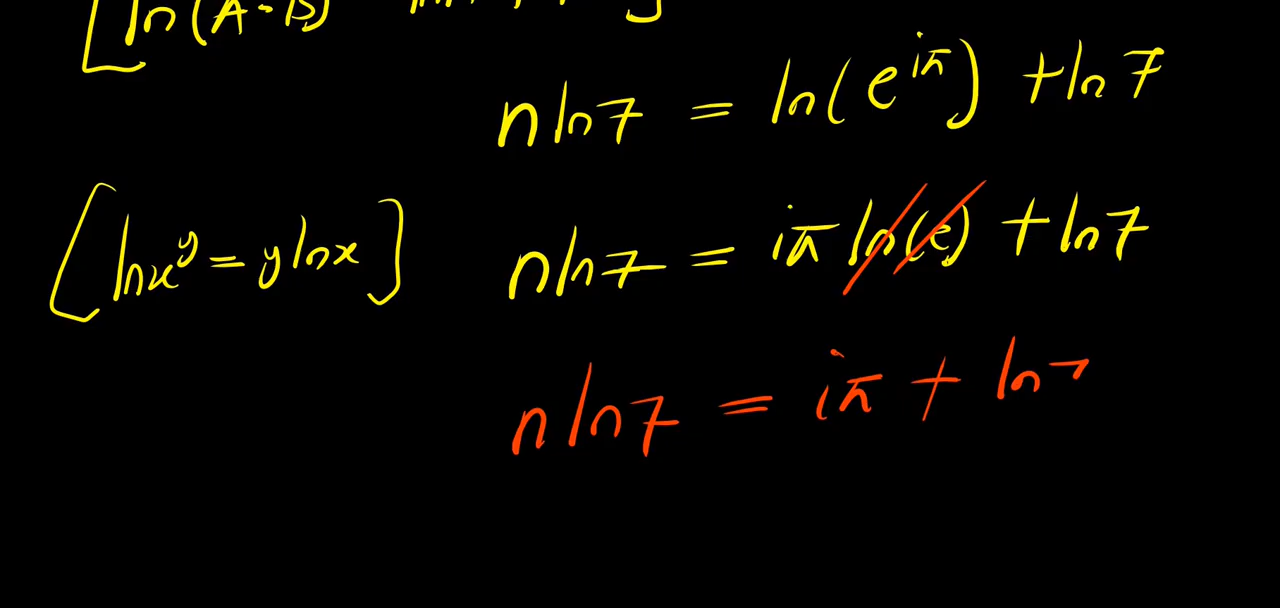 [ln(A·B)
n ln 7 = ln(e^{iπ}) + ln 7
[ln x^y = y ln x]
n ln 7 = iπ ln(e) + ln 7
n ln 7 = iπ + ln